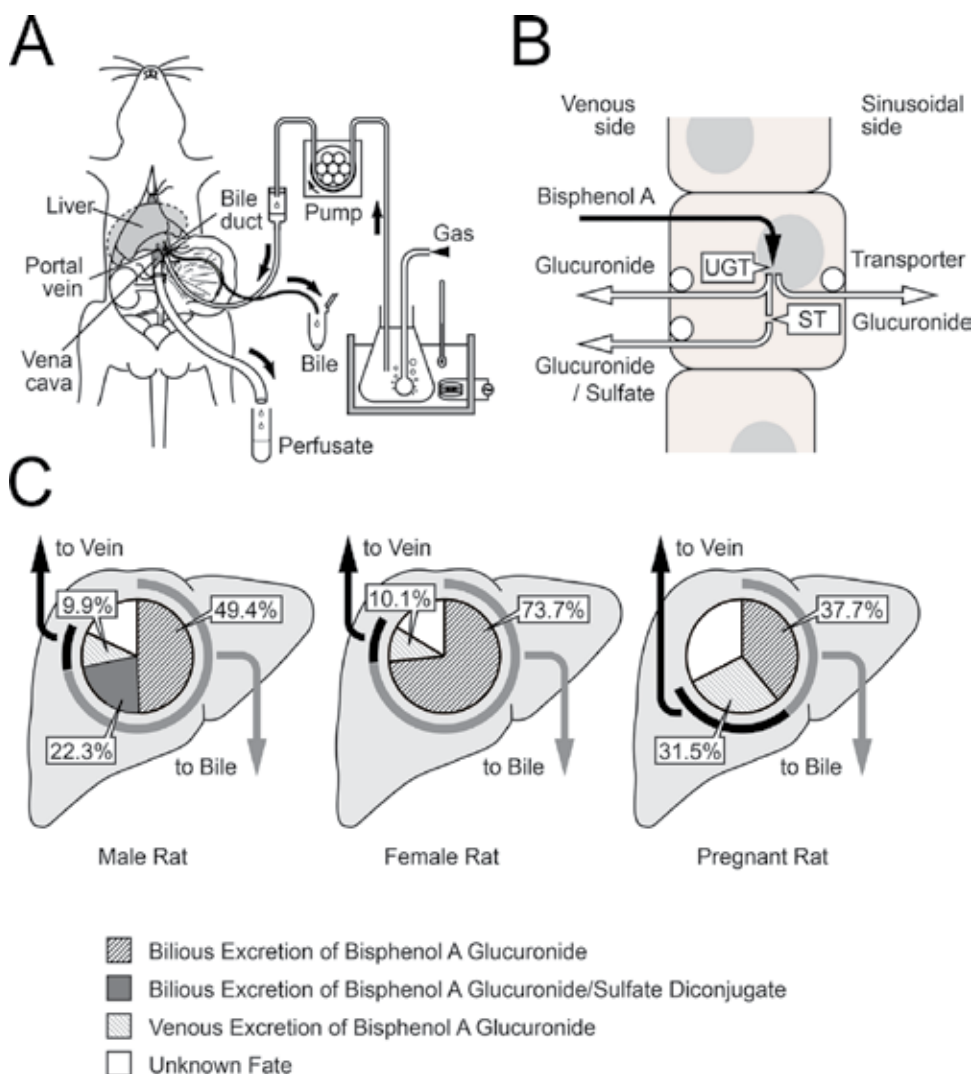 A
Liver
Bile
duct
Portal
vein
Vena
cava
Pump
Gas
Bile
Perfusate
B
Venous
side
Sinusoidal
side
Bisphenol A
UGT
Glucuronide
Transporter
ST
Glucuronide
Glucuronide
/ Sulfate
C
to Vein
9.9%
49.4%
22.3%
to Bile
Male Rat
to Vein
10.1%
73.7%
to Bile
Female Rat
to Vein
37.7%
31.5%
to Bile
Pregnant Rat
Bilious Excretion of Bisphenol A Glucuronide
Bilious Excretion of Bisphenol A Glucuronide/Sulfate Diconjugate
Venous Excretion of Bisphenol A Glucuronide
Unknown Fate